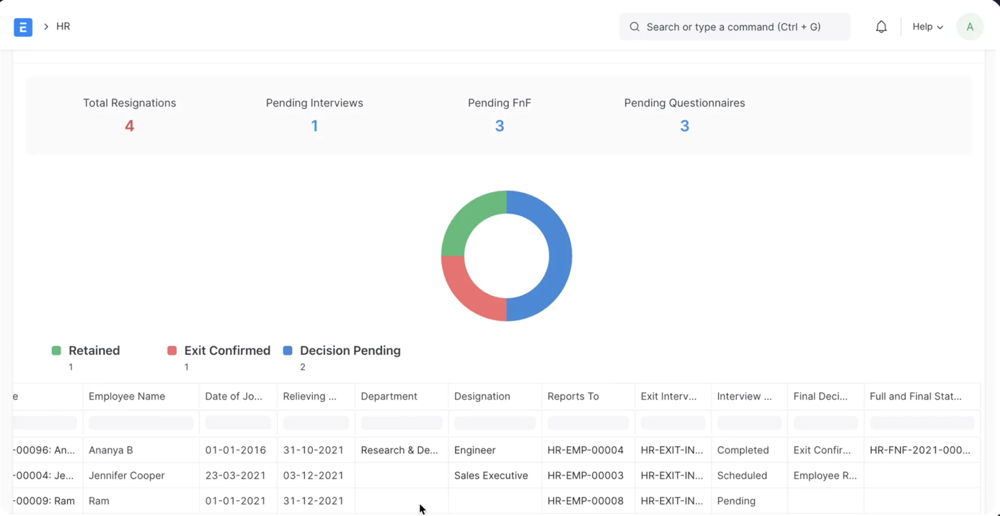 E > HR Search or type a command (Ctrl + G) Help A
Total Resignations Pending Interviews Pending FnF Pending Questionnaires
4 1 3 3
Retained Exit Confirmed Decision Pending
1 1 2
e Employee Name Date of Jo... Relieving ... Department Designation Reports To Exit Interv... Interview ... Final Deci... Full and Final Stat...
-00096: An... Ananya B 01-01-2016 31-10-2021 Research & De... Engineer HR-EMP-00004 HR-EXIT-IN... Completed Exit Confir... HR-FNF-2021-000...
-00004: Je... Jennifer Cooper 23-03-2021 03-12-2021 Sales Executive HR-EMP-00003 HR-EXIT-IN... Scheduled Employee R...
-00009: Ram Ram 01-01-2021 31-12-2021 HR-EMP-00008 HR-EXIT-IN... Pending